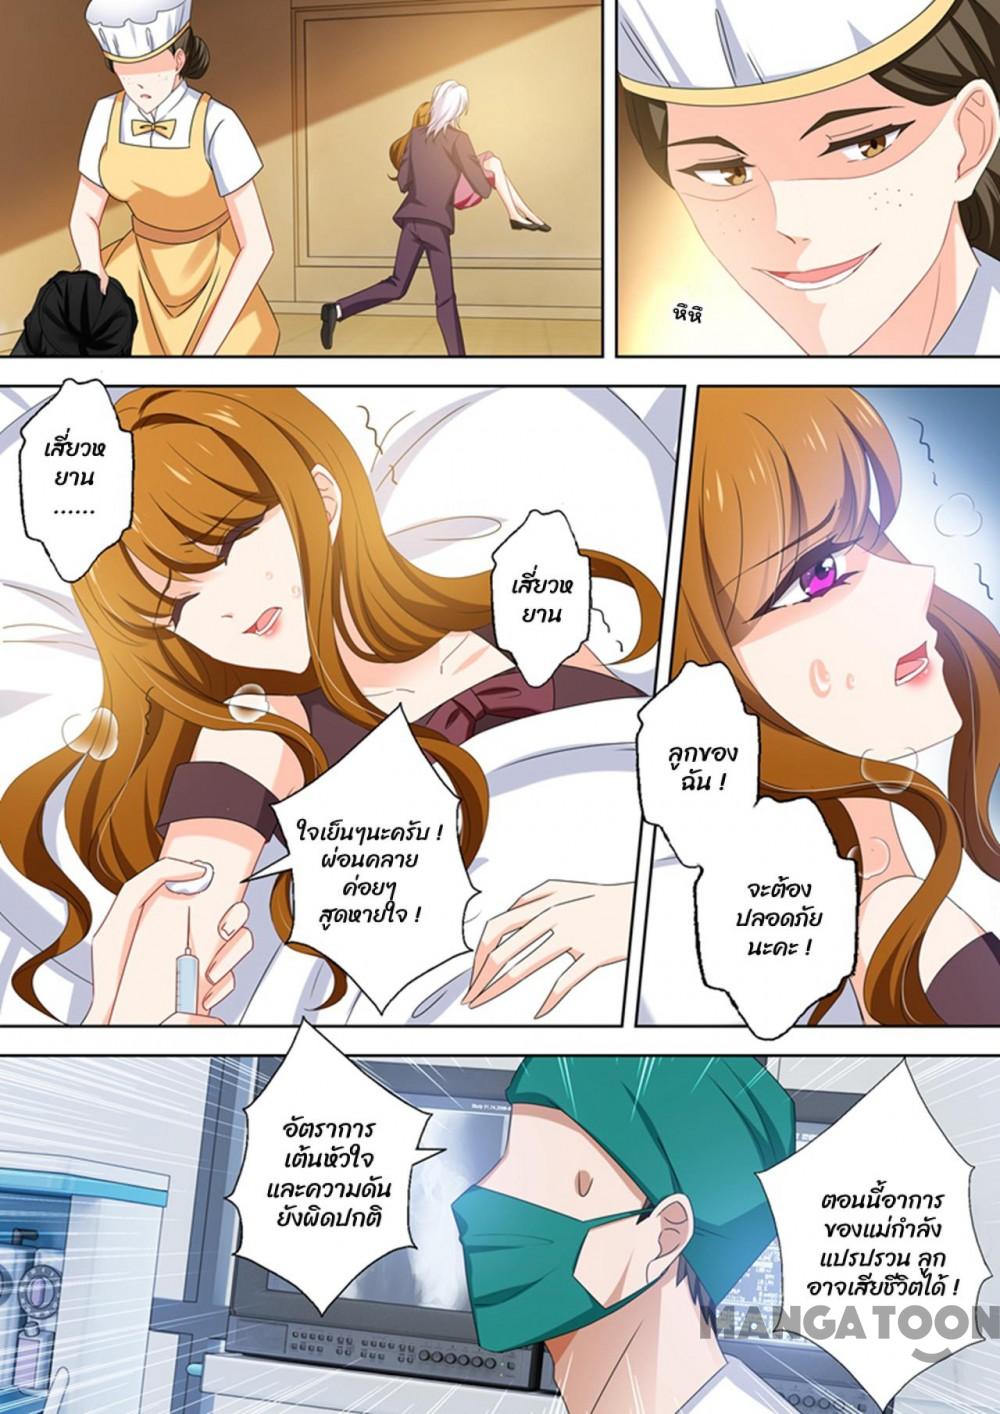 หึหึ
เสี่ยวห
ยาน
......
เสี่ยวห
ยาน
ใจเย็นๆนะครับ !
ผ่อนคลาย
ค่อยๆ
สูดหายใจ !
ลูกของ
ฉัน !
จะต้อง
ปลอดภัย
นะคะ !
อัตราการ
เต้นหัวใจ
และความดัน
ยังผิดปกติ
ตอนนี้อาการ
ของแม่กำลัง
แปรปรวน ลูก
อาจเสียชีวิตได้ !
MANGATOON